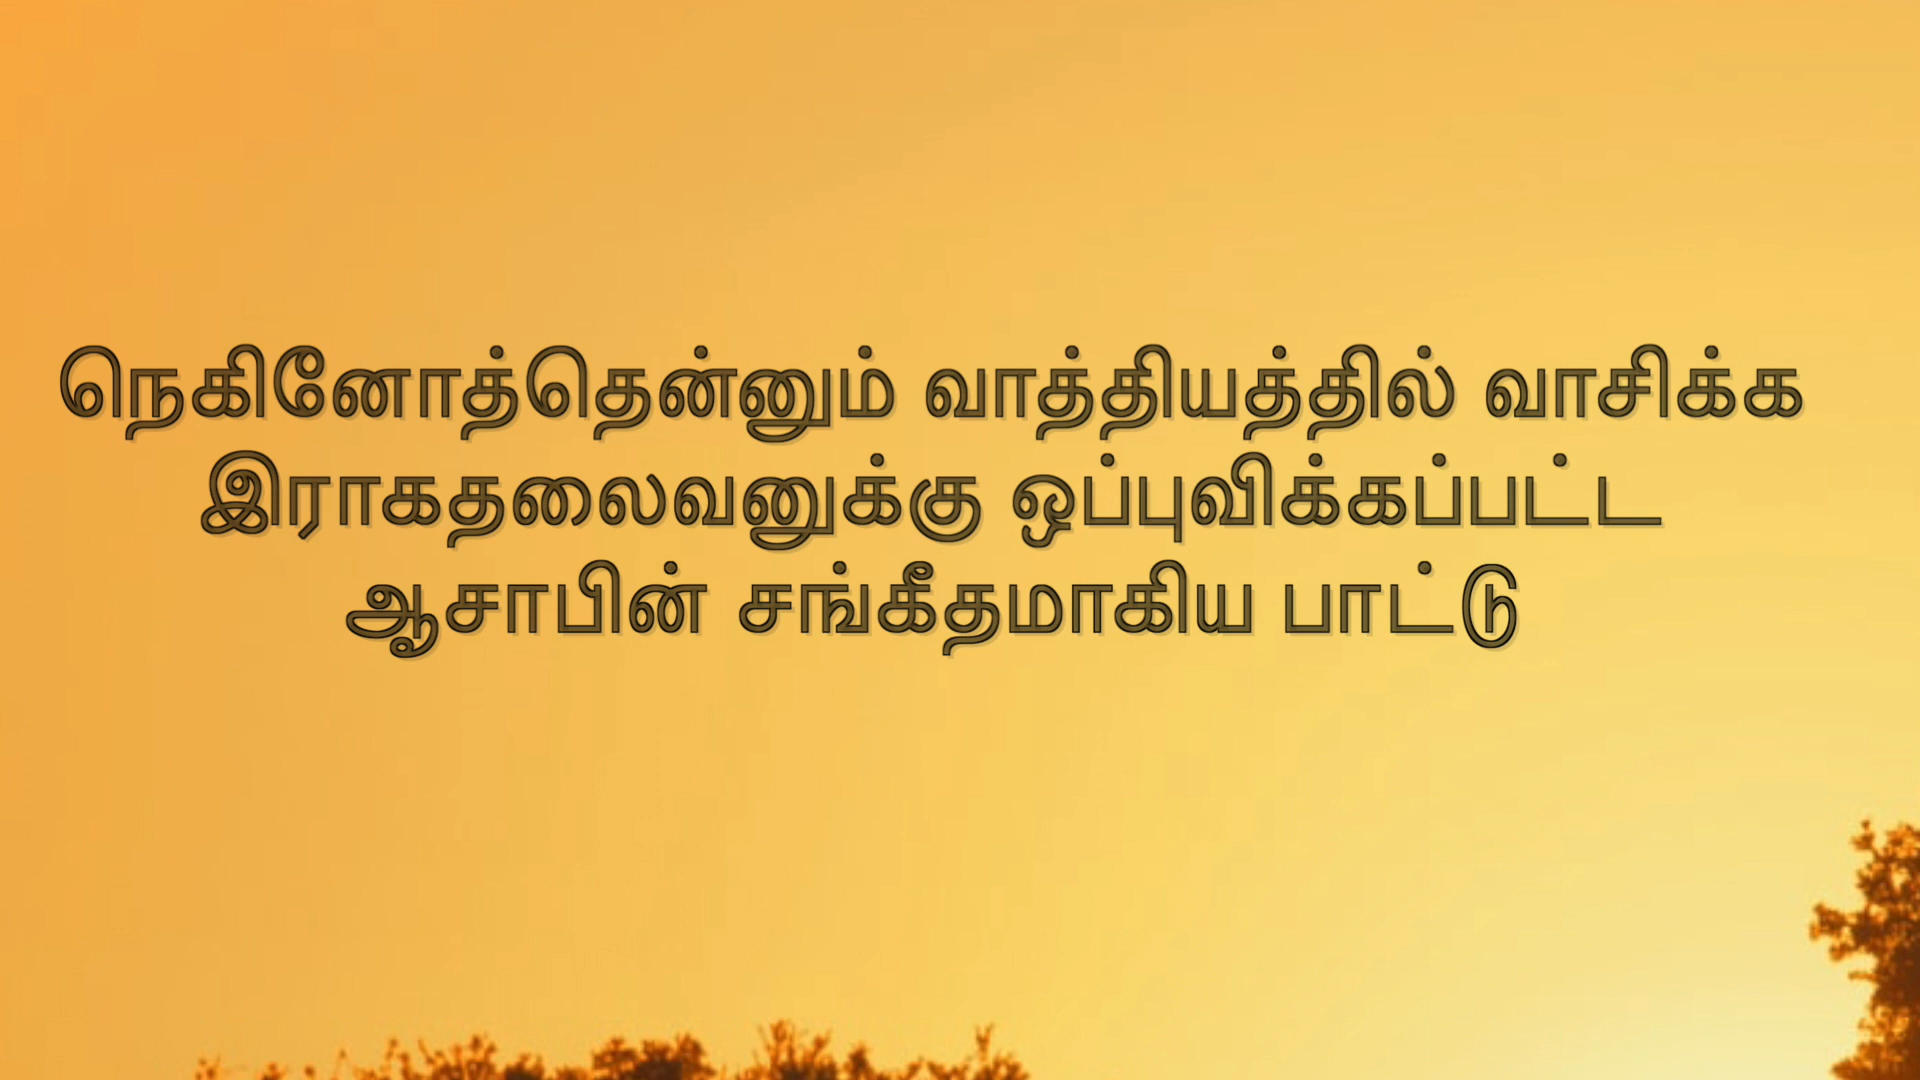 நெகினோத்தென்னும் வாத்தியத்தில் வாசிக்க
இராகதலைவனுக்கு ஒப்புவிக்கப்பட்ட
ஆசாபின் சங்கீதமாகிய பாட்டு